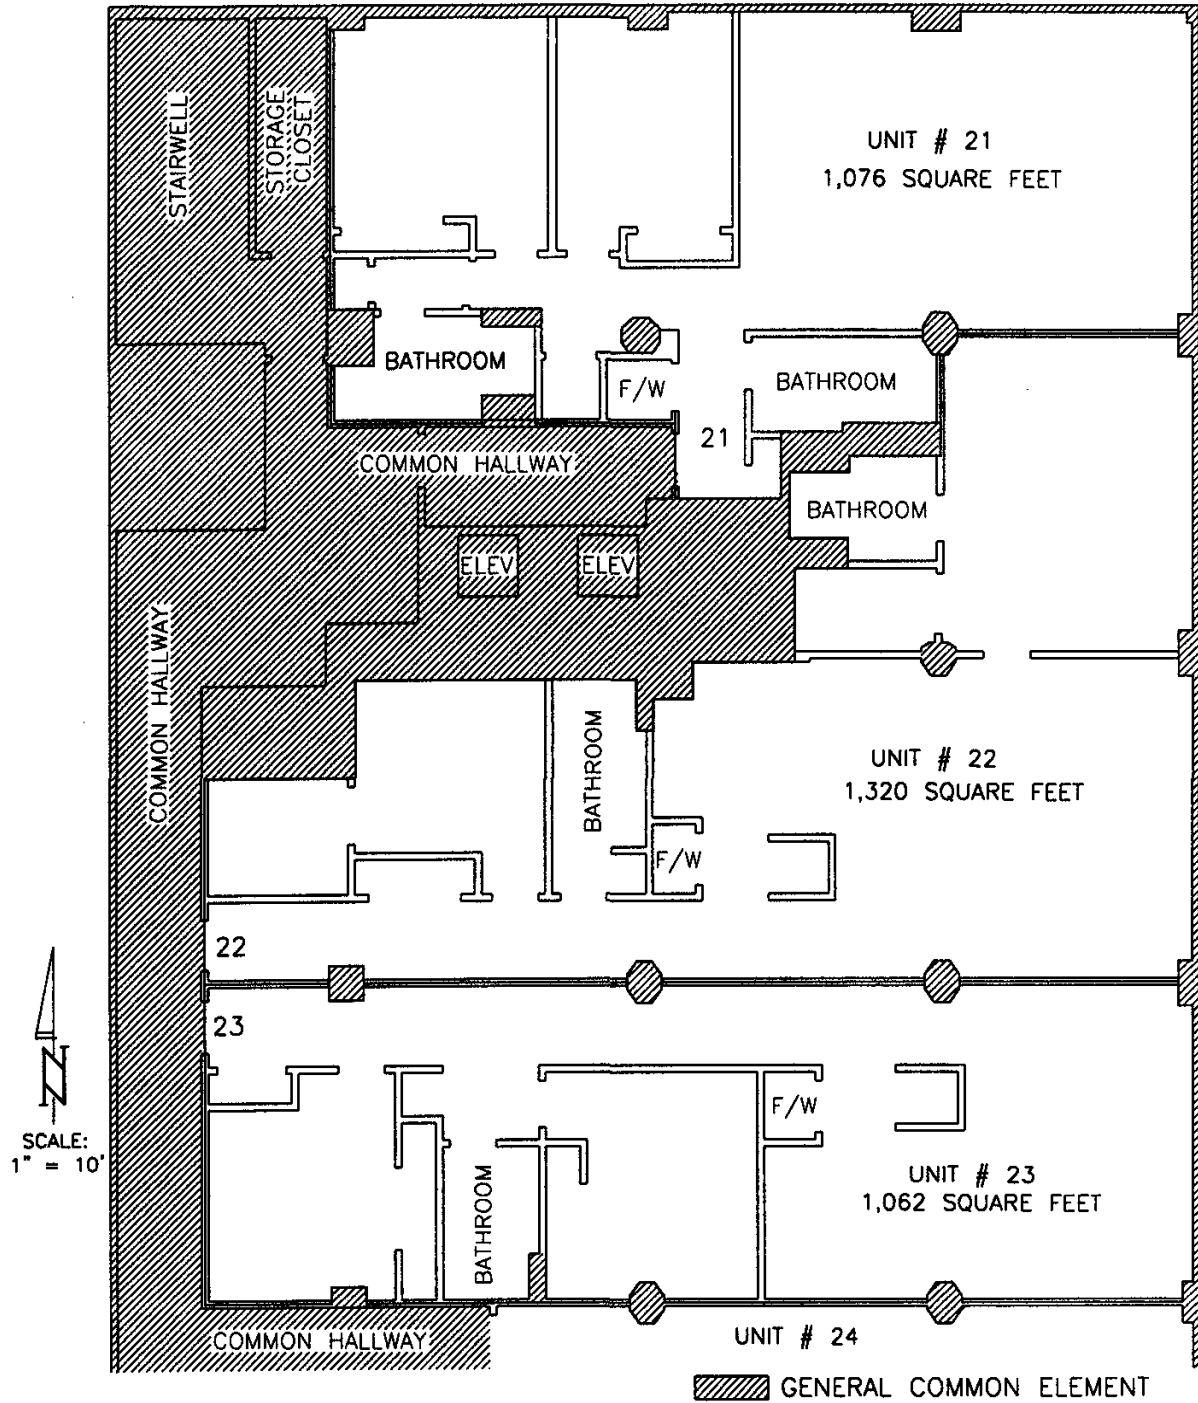 STAIRWELL
STORAGE
CLOSET
UNIT # 21
1,076 SQUARE FEET
BATHROOM
F/W
BATHROOM
21
COMMON HALLWAY
BATHROOM
ELEV
ELEV
COMMON HALLWAY
BATHROOM
UNIT # 22
1,320 SQUARE FEET
F/W
22
23
N
SCALE:
1" = 10'
F/W
BATHROOM
UNIT # 23
1,062 SQUARE FEET
COMMON HALLWAY
UNIT # 24
GENERAL COMMON ELEMENT